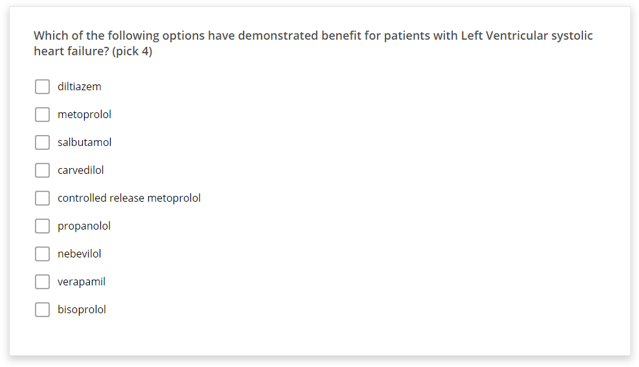 Which of the following options have demonstrated benefit for patients with Left Ventricular systolic
heart failure? (pick 4)
diltiazem
metoprolol
salbutamol
carvedilol
controlled release metoprolol
propanolol
nebevilol
verapamil
bisoprolol